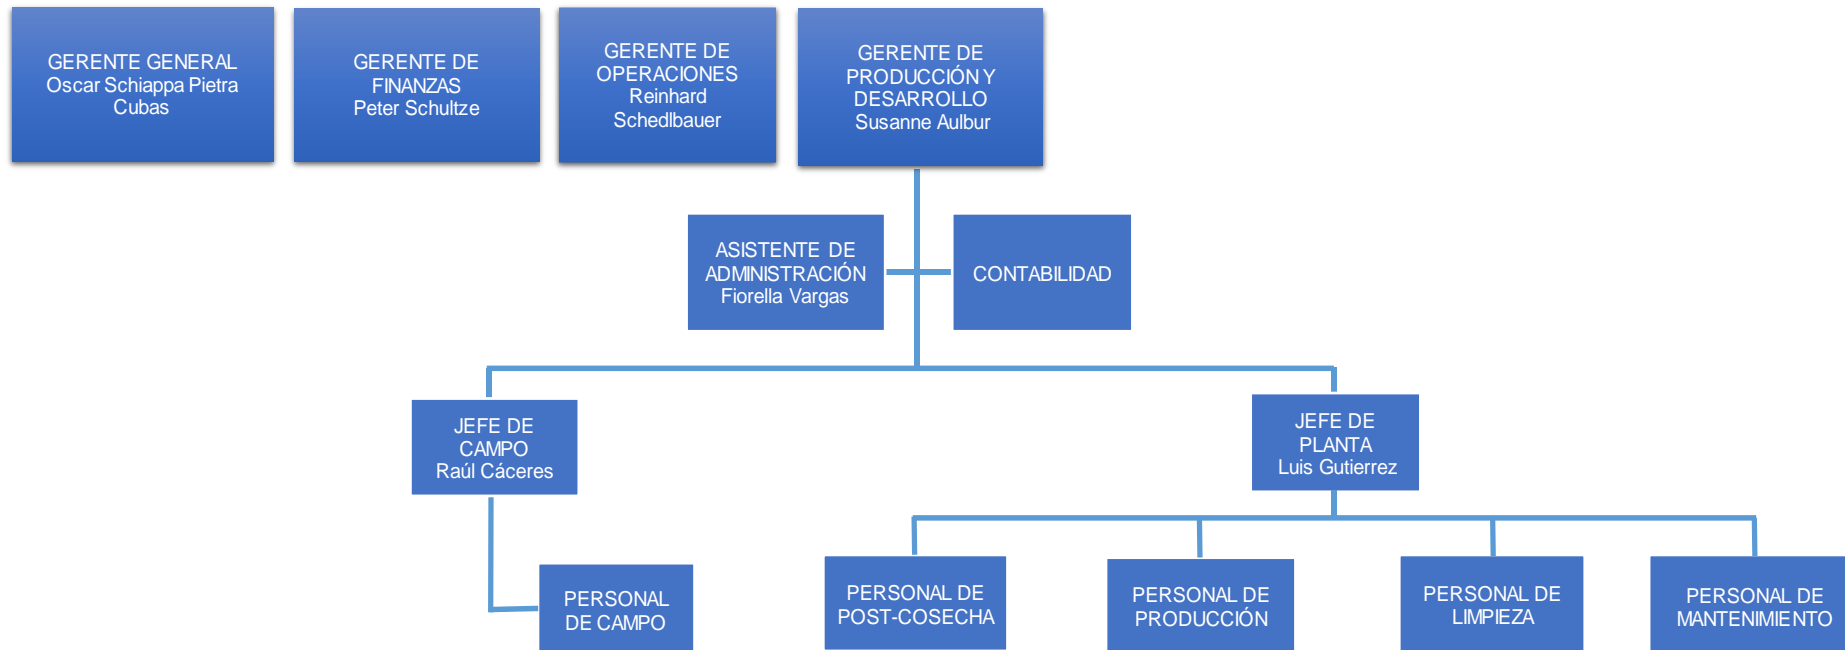 GERENTE GENERAL
Oscar Schiappa Pietra
Cubas
GERENTE DE
FINANZAS
Peter Schultze
GERENTE DE
OPERACIONES
Reinhard
Schedlbauer
GERENTE DE
PRODUCCIÓN Y
DESARROLLO
Susanne Aulbur
ASISTENTE DE
ADMINISTRACIÓN
Fiorella Vargas
CONTABILIDAD
JEFE DE
CAMPO
Raúl Cáceres
JEFE DE
PLANTA
Luis Gutierrez
PERSONAL
DE CAMPO
PERSONAL DE
POST-COSECHA
PERSONAL DE
PRODUCCIÓN
PERSONAL DE
LIMPIEZA
PERSONAL DE
MANTENIMIENTO